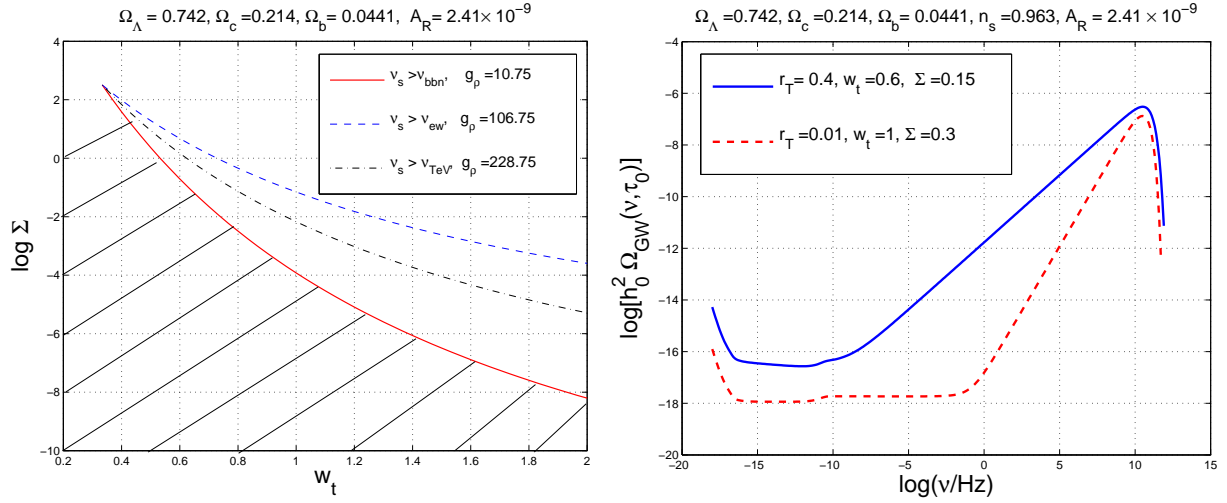 Ω_Λ = 0.742, Ω_c =0.214, Ω_b = 0.0441, A_R= 2.41× 10^{-9}
4
2
0
−2
−4
−6
−8
−10
log Σ
ν_s > ν_bbn, g_ρ =10.75
ν_s > ν_ew, g_ρ =106.75
ν_s > ν_TeV, g_ρ =228.75
0.2 0.4 0.6 0.8 1 1.2 1.4 1.6 1.8 2
w_t
Ω_Λ =0.742, Ω_c =0.214, Ω_b = 0.0441, n_s =0.963, A_R = 2.41× 10^{-9}
−4
−6
−8
−10
−12
−14
−16
−18
−20
log[h_0^2 Ω_GW(ν,τ_0)]
r_T= 0.4, w_t =0.6, Σ =0.15
r_T=0.01, w_t=1, Σ =0.3
−20 −15 −10 −5 0 5 10 15
log(ν/Hz)